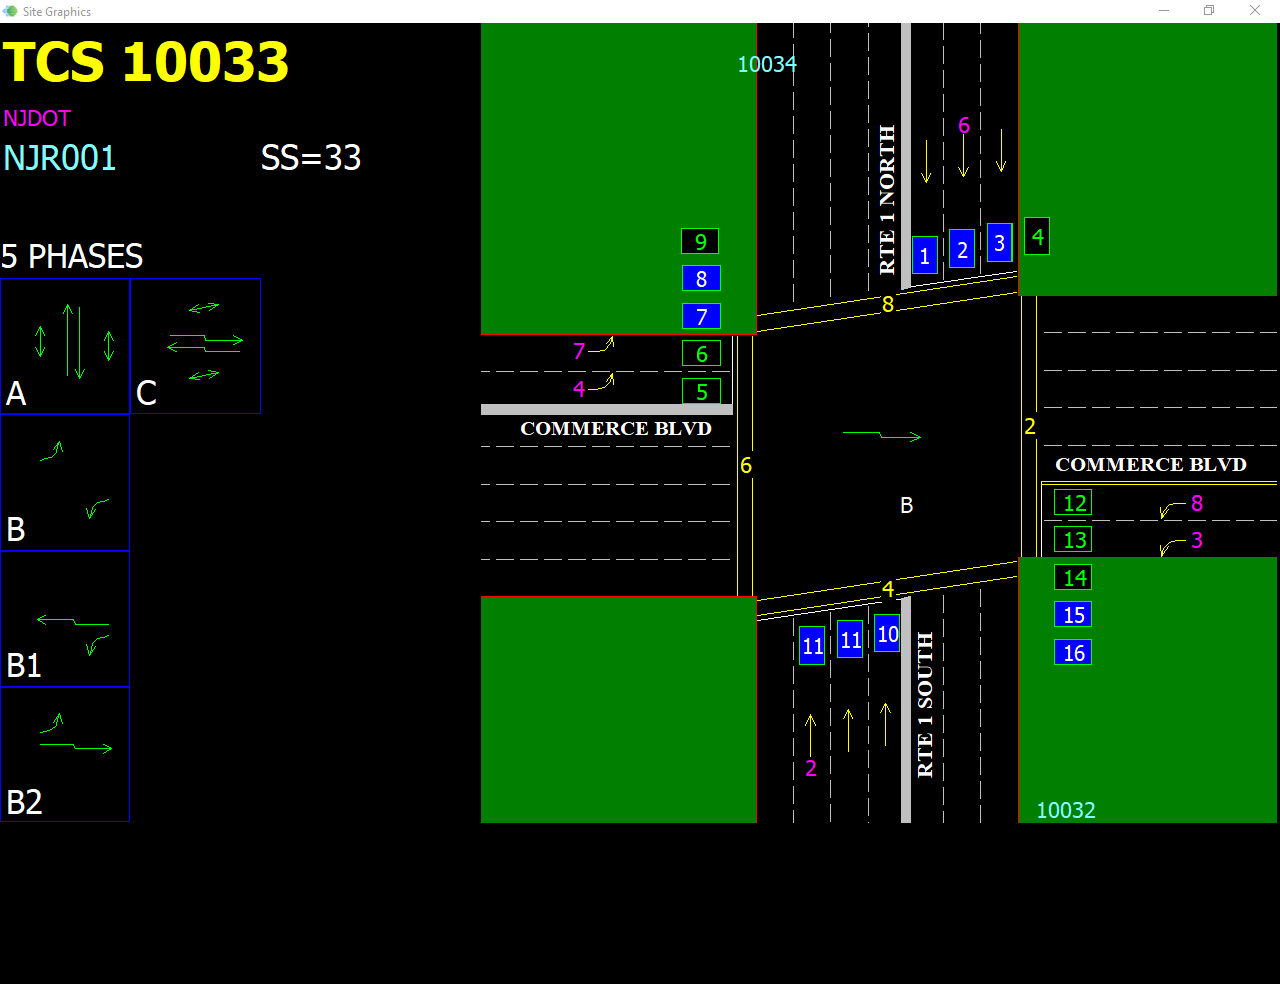 Site Graphics
TCS 10033
NJDOT
NJR001
SS=33
5 PHASES
A
C
B
B1
B2
10034
RTE 1 NORTH
6
1
2
3
4
9
8
7
6
5
7
4
COMMERCE BLVD
8
6
2
B
4
COMMERCE BLVD
12
13
14
15
16
8
3
11
11
10
2
RTE 1 SOUTH
10032